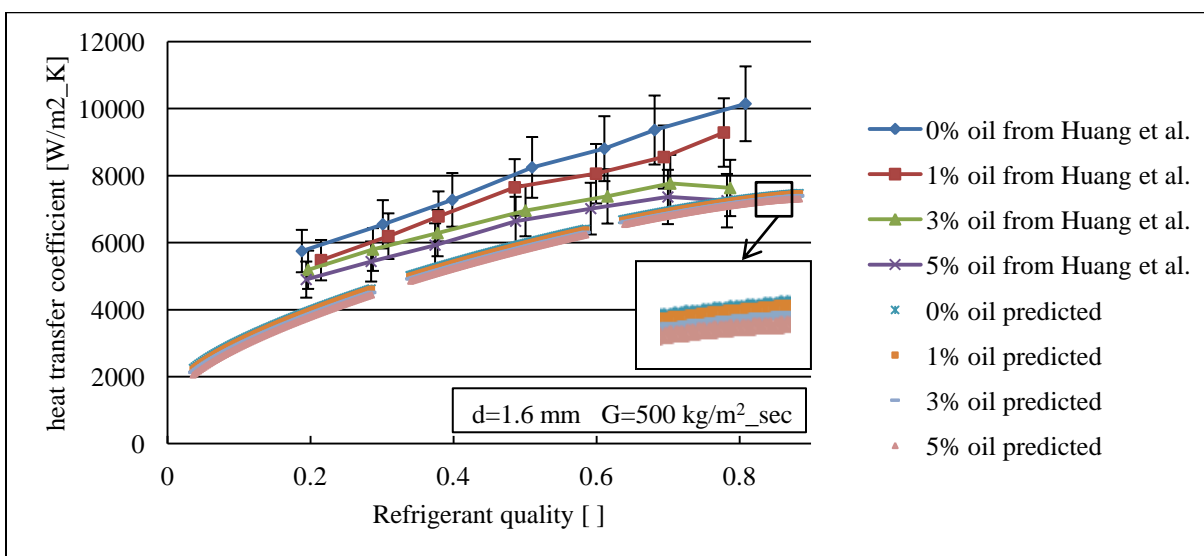 heat transfer coefficient [W/m2_K]
12000
10000
8000
6000
4000
2000
0
0
0.2
0.4
0.6
0.8
Refrigerant quality [ ]
d=1.6 mm G=500 kg/m²_sec
0% oil from Huang et al.
1% oil from Huang et al.
3% oil from Huang et al.
5% oil from Huang et al.
0% oil predicted
1% oil predicted
3% oil predicted
5% oil predicted